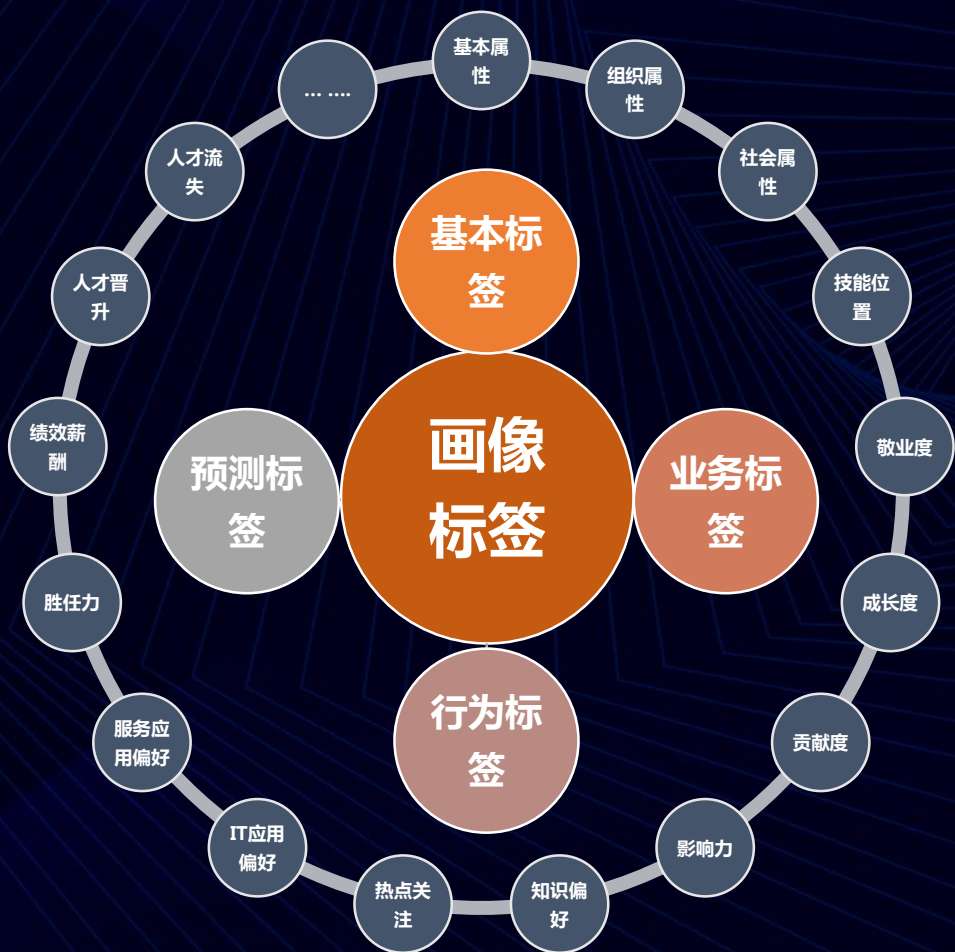 基本属
性
组织属
性
社会属
性
技能位
置
敬业度
成长度
贡献度
影响力
知识偏
好
热点关
注
IT应用
偏好
服务应
用偏好
胜任力
绩效薪
酬
人才晋
升
人才流
失
... ....
基本标
签
业务标
签
行为标
签
预测标
签
画像
标签